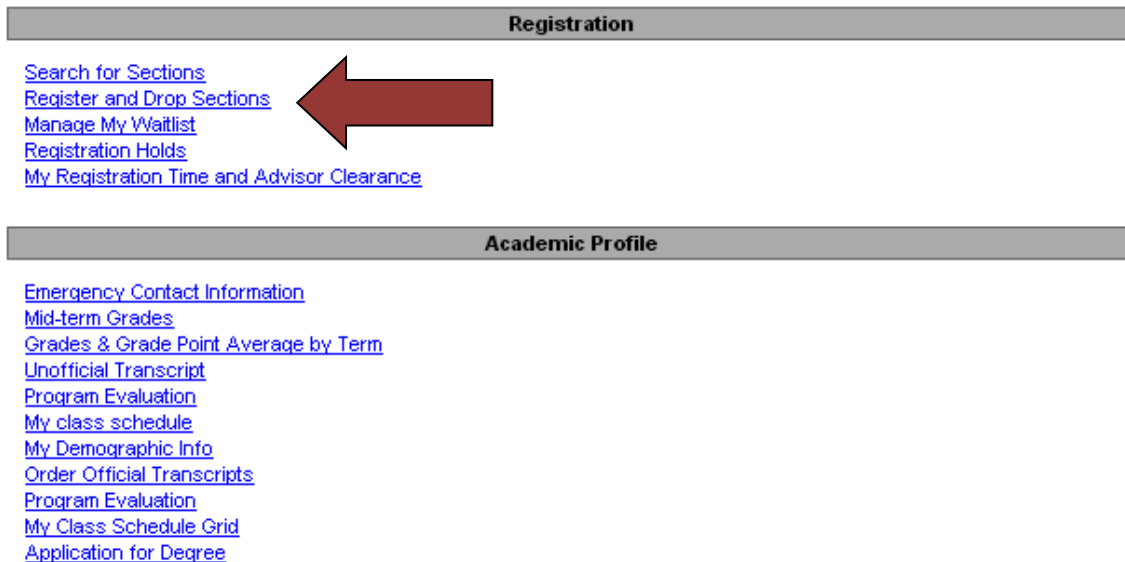 Registration
Search for Sections
Register and Drop Sections
Manage My Waitlist
Registration Holds
My Registration Time and Advisor Clearance
Academic Profile
Emergency Contact Information
Mid-term Grades
Grades & Grade Point Average by Term
Unofficial Transcript
Program Evaluation
My class schedule
My Demographic Info
Order Official Transcripts
Program Evaluation
My Class Schedule Grid
Application for Degree